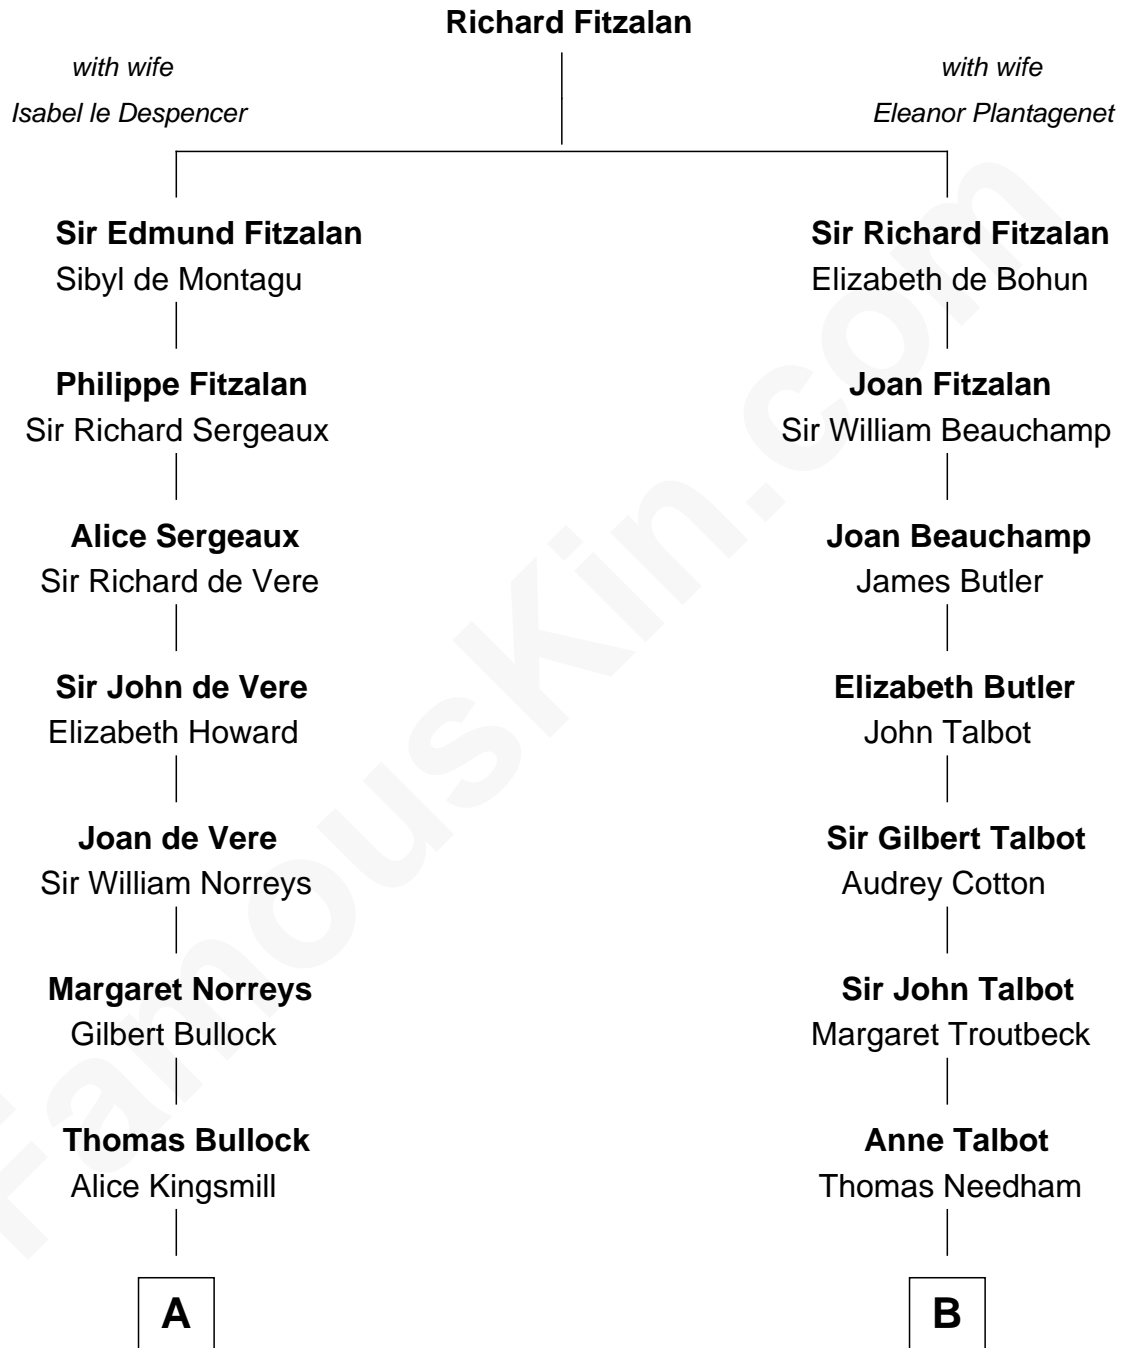 Richard Fitzalan
with wife
Isabel le Despencer
with wife
Eleanor Plantagenet
Sir Edmund Fitzalan
Sibyl de Montagu
Sir Richard Fitzalan
Elizabeth de Bohun
Philippe Fitzalan
Sir Richard Sergeaux
Joan Fitzalan
Sir William Beauchamp
Alice Sergeaux
Sir Richard de Vere
Joan Beauchamp
James Butler
Sir John de Vere
Elizabeth Howard
Elizabeth Butler
John Talbot
Joan de Vere
Sir William Norreys
Sir Gilbert Talbot
Audrey Cotton
Margaret Norreys
Gilbert Bullock
Sir John Talbot
Margaret Troutbeck
Thomas Bullock
Alice Kingsmill
Anne Talbot
Thomas Needham
A
B
FamousKin.com